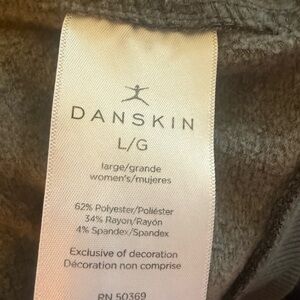 DANSKIN
L/G
large/grande
women's/mujeres
62% Polyester/Poliéster
34% Rayon/Rayón
4% Spandex/Spandex
Exclusive of decoration
Décoration non comprise
RN 50369